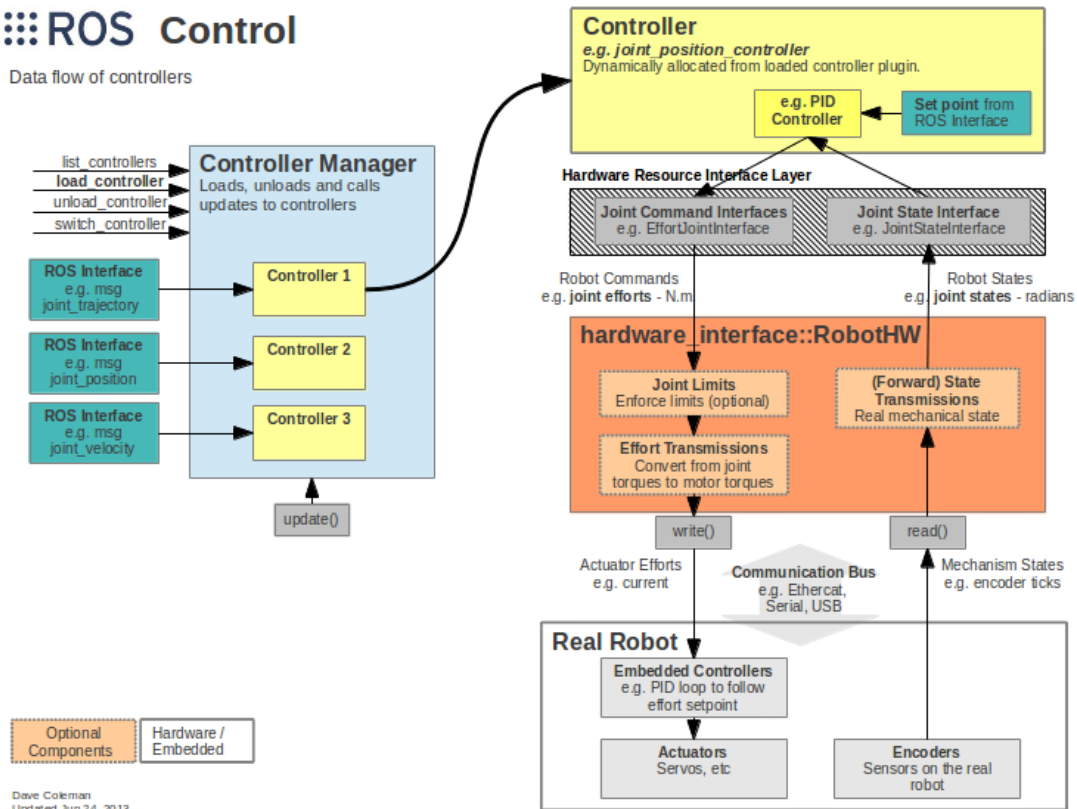 ROS Control
Data flow of controllers
list_controllers
load_controller
unload_controller
switch_controller
Controller Manager
Loads, unloads and calls
updates to controllers
ROS Interface
e.g. msg
joint_trajectory
Controller 1
ROS Interface
e.g. msg
joint_position
Controller 2
ROS Interface
e.g. msg
joint_velocity
Controller 3
update()
Controller
e.g. joint_position_controller
Dynamically allocated from loaded controller plugin.
e.g. PID
Controller
Set point from
ROS Interface
Hardware Resource Interface Layer
Joint Command Interfaces
e.g. EffortJointInterface
Joint State Interface
e.g. JointStateInterface
Robot Commands
e.g. joint efforts - N.m
Robot States
e.g. joint states - radians
hardware_interface::RobotHW
Joint Limits
Enforce limits (optional)
(Forward) State
Transmissions
Real mechanical state
Effort Transmissions
Convert from joint
torques to motor torques
write()
read()
Actuator Efforts
e.g. current
Communication Bus
e.g. Ethercat,
Serial, USB
Mechanism States
e.g. encoder ticks
Real Robot
Embedded Controllers
e.g. PID loop to follow
effort setpoint
Actuators
Servos, etc
Encoders
Sensors on the real
robot
Optional
Components
Hardware /
Embedded
Dave Coleman
Updated Jun 24, 2013